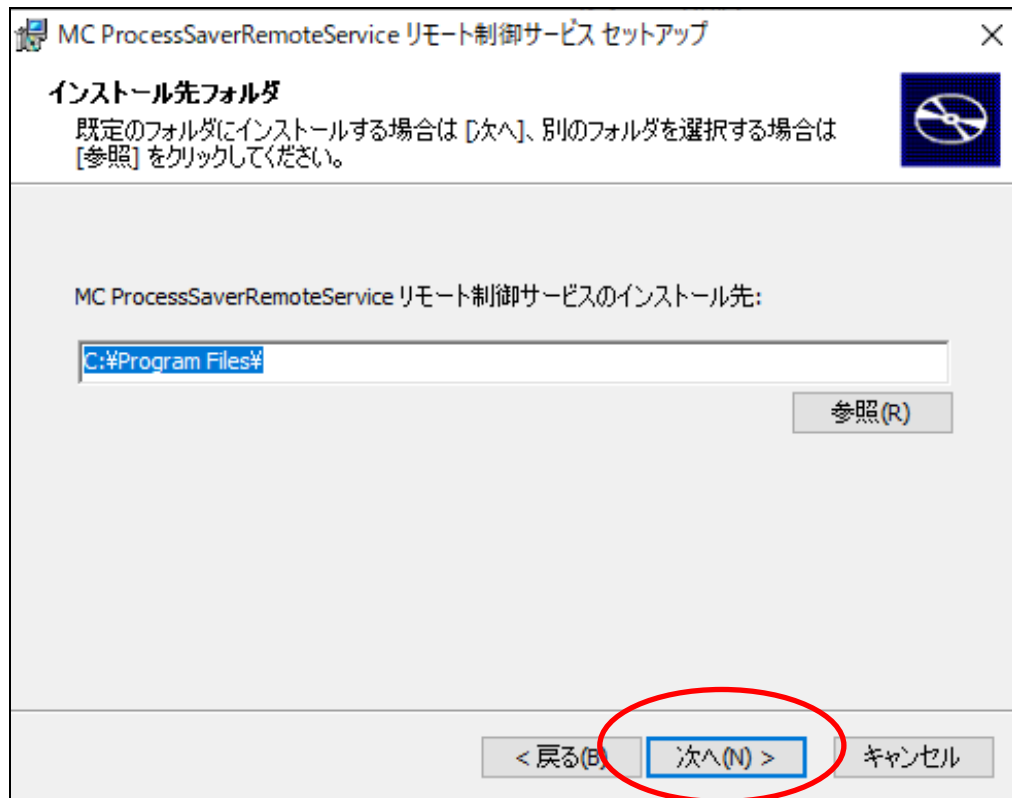 MC ProcessSaverRemoteService リモート制御サービス セットアップ
インストール先フォルダ
既定のフォルダにインストールする場合は [次へ]、別のフォルダを選択する場合は
[参照] をクリックしてください。
MC ProcessSaverRemoteService リモート制御サービスのインストール先:
C:¥Program Files¥
参照(R)
< 戻る(B)
次へ(N) >
キャンセル